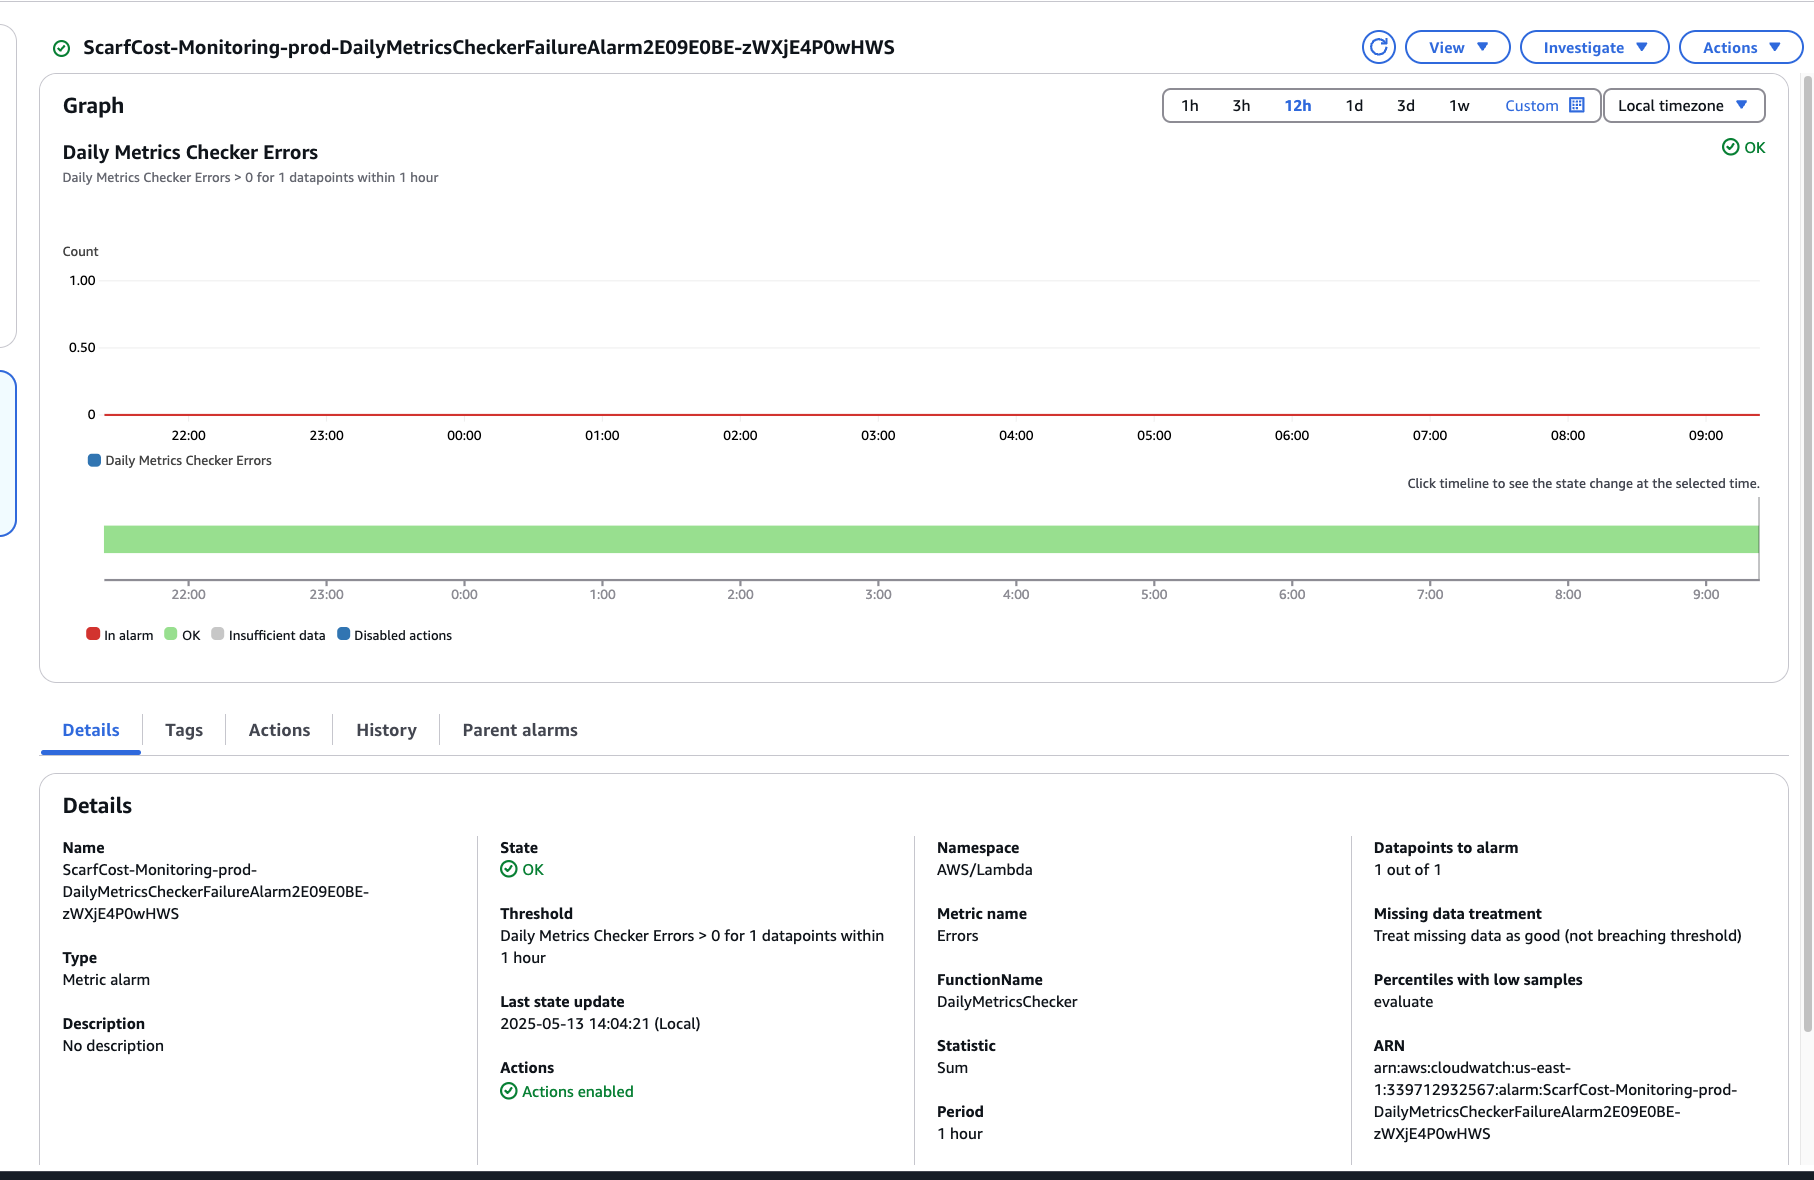 ScarfCost-Monitoring-prod-DailyMetricsCheckerFailureAlarm2E09E0BE-zWXjE4P0wHWS
View
Investigate
Actions
Graph
1h 3h 12h 1d 3d 1w Custom
Local timezone
Daily Metrics Checker Errors
OK
Daily Metrics Checker Errors > 0 for 1 datapoints within 1 hour
Count
1.00
0.50
0
22:00 23:00 00:00 01:00 02:00 03:00 04:00 05:00 06:00 07:00 08:00 09:00
Daily Metrics Checker Errors
Click timeline to see the state change at the selected time.
22:00 23:00 0:00 1:00 2:00 3:00 4:00 5:00 6:00 7:00 8:00 9:00
In alarm OK Insufficient data Disabled actions
Details
Tags
Actions
History
Parent alarms
Details
Name
ScarfCost-Monitoring-prod-
DailyMetricsCheckerFailureAlarm2E09E0BE-
zWXjE4P0wHWS
Type
Metric alarm
Description
No description
State
OK
Threshold
Daily Metrics Checker Errors > 0 for 1 datapoints within
1 hour
Last state update
2025-05-13 14:04:21 (Local)
Actions
Actions enabled
Namespace
AWS/Lambda
Metric name
Errors
FunctionName
DailyMetricsChecker
Statistic
Sum
Period
1 hour
Datapoints to alarm
1 out of 1
Missing data treatment
Treat missing data as good (not breaching threshold)
Percentiles with low samples
evaluate
ARN
arn:aws:cloudwatch:us-east-
1:339712932567:alarm:ScarfCost-Monitoring-prod-
DailyMetricsCheckerFailureAlarm2E09E0BE-
zWXjE4P0wHWS